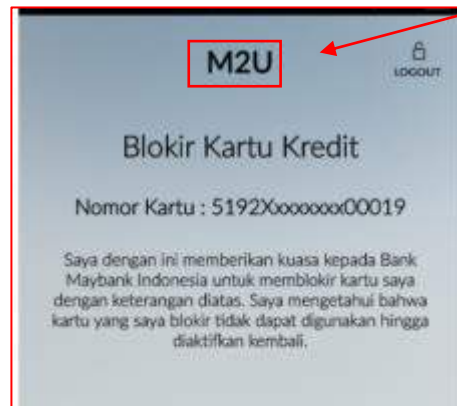 M2U
LOGOUT
Blokir Kartu Kredit
Nomor Kartu : 5192Xxxxxxxx00019
Saya dengan ini memberikan kuasa kepada Bank
Maybank Indonesia untuk memblokir kartu saya
dengan keterangan diatas. Saya mengetahui bahwa
kartu yang saya blokir tidak dapat digunakan hingga
diaktifkan kembali.